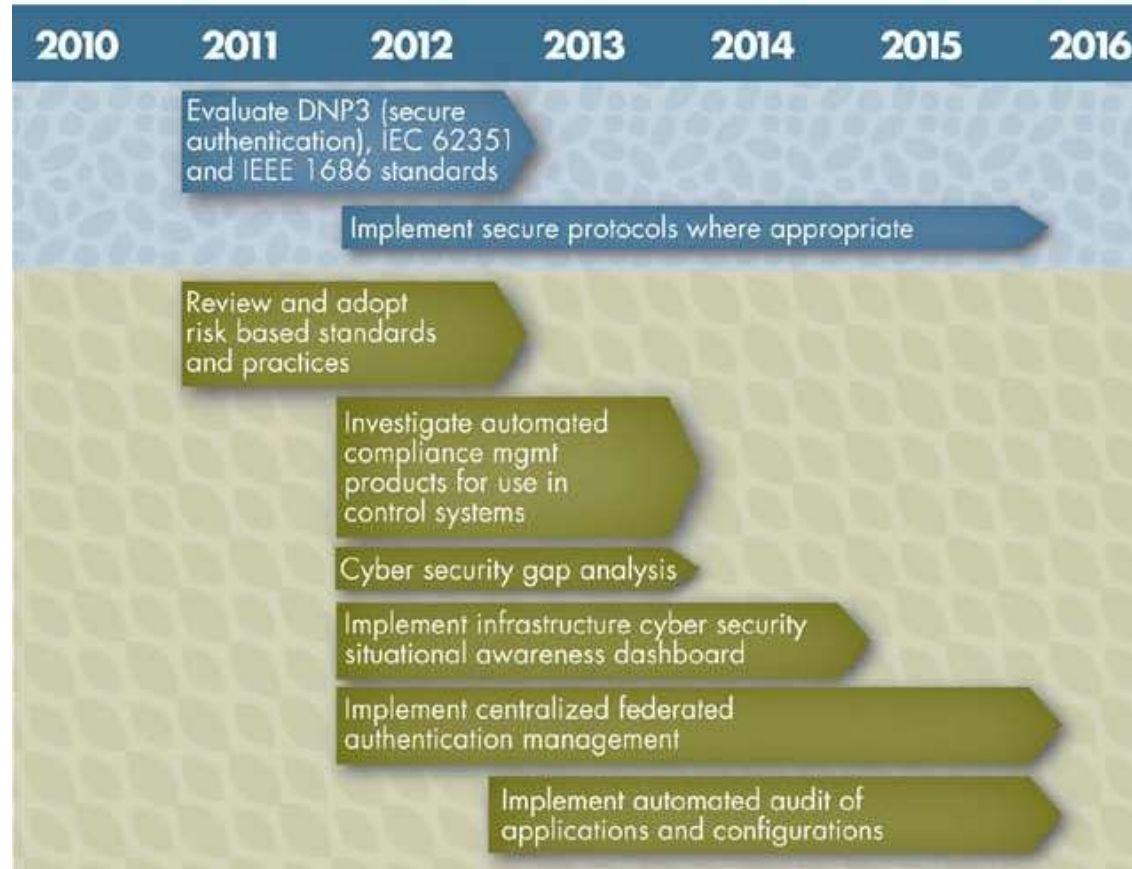 2010 2011 2012 2013 2014 2015 2016
Evaluate DNP3 (secure
authentication), IEC 62351
and IEEE 1686 standards
Implement secure protocols where appropriate
Review and adopt
risk based standards
and practices
Investigate automated
compliance mgmt
products for use in
control systems
Cyber security gap analysis
Implement infrastructure cyber security
situational awareness dashboard
Implement centralized federated
authentication management
Implement automated audit of
applications and configurations